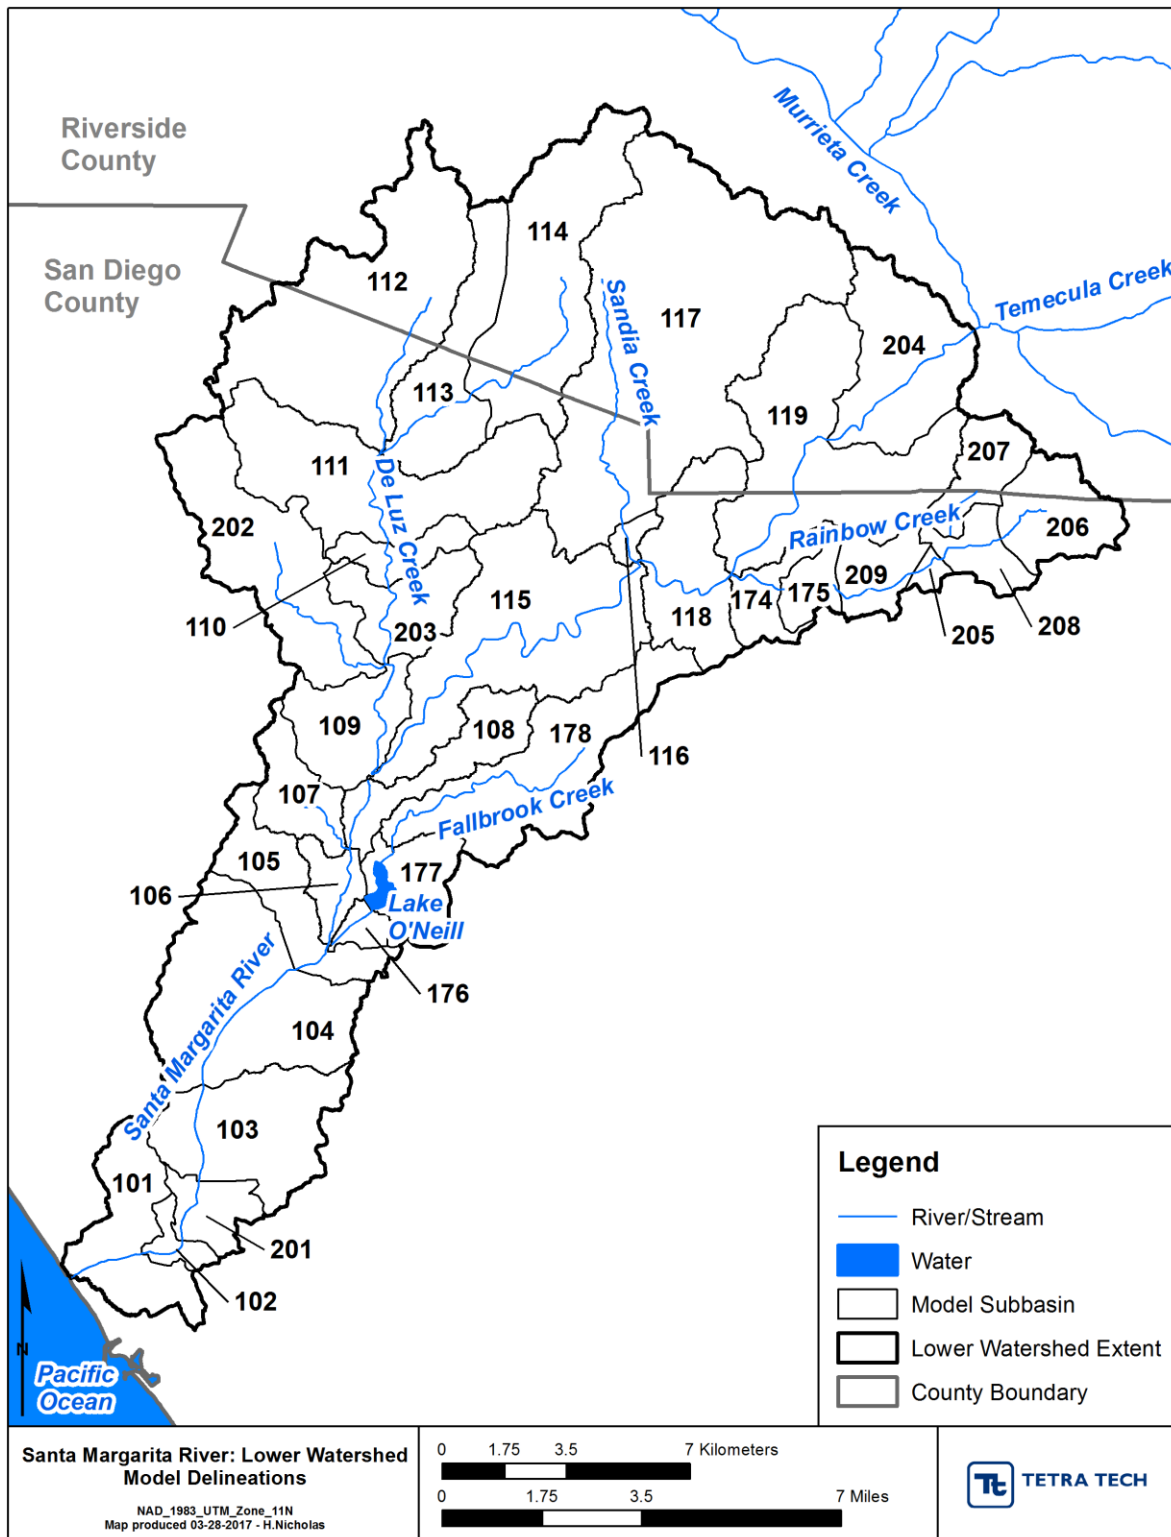 Riverside
County
San Diego
County
Murrieta Creek
Temecula Creek
112
114
117
204
Sandia Creek
113
119
207
111
De Luz Creek
202
Rainbow Creek
206
110
203
115
118
174
175
209
205
208
109
108
178
116
107
Fallbrook Creek
105
106
177
Lake
O'Neill
176
Santa Margarita River
104
103
101
201
102
N
Pacific
Ocean
Legend
River/Stream
Water
Model Subbasin
Lower Watershed Extent
County Boundary
Santa Margarita River: Lower Watershed
Model Delineations
NAD_1983_UTM_Zone_11N
Map produced 03-28-2017 - H.Nicholas
0 1.75 3.5 7 Kilometers
0 1.75 3.5 7 Miles
Tt TETRA TECH